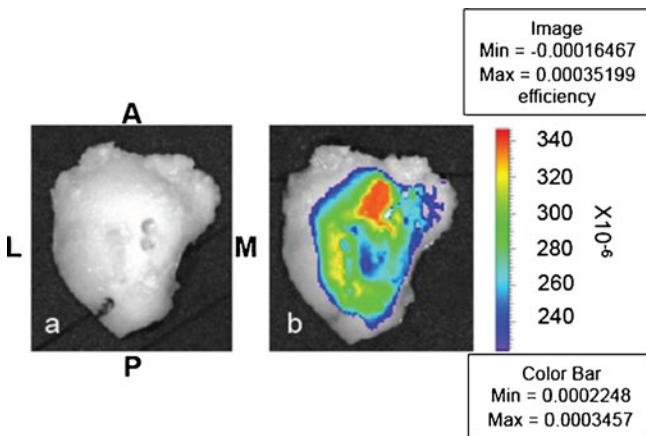 Image
Min = -0.00016467
Max = 0.00035199
efficiency
A
L
M
a
b
P
340
320
300
280
260
240
X10-6
Color Bar
Min = 0.0002248
Max = 0.0003457